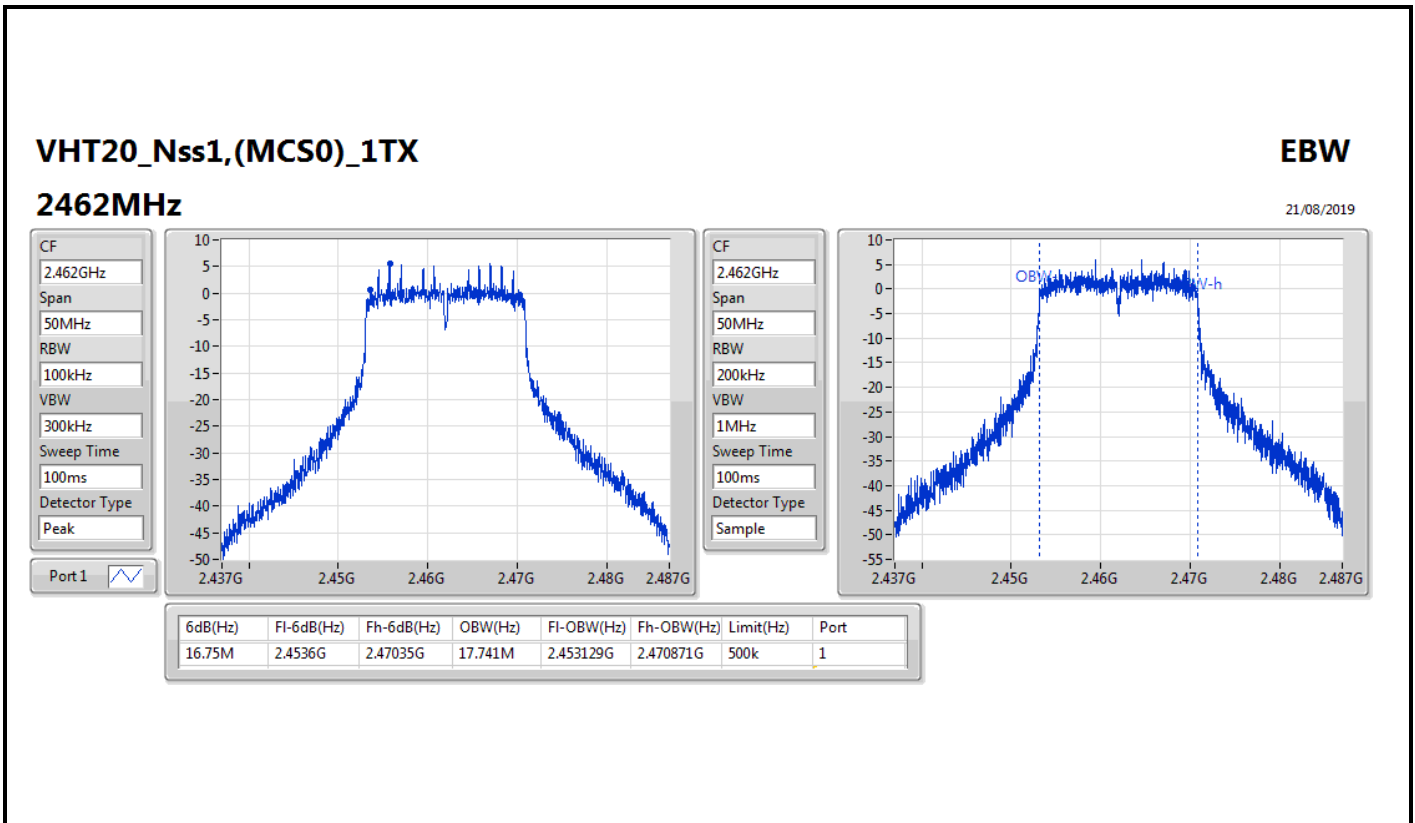 VHT20_Nss1,(MCS0)_1TX
EBW
2462MHz
21/08/2019
CF
2.462GHz
Span
50MHz
RBW
100kHz
VBW
300kHz
Sweep Time
100ms
Detector Type
Peak
Port 1
10
5
0
-5
-10
-15
-20
-25
-30
-35
-40
-45
-50
2.437G 2.45G 2.46G 2.47G 2.48G 2.487G
CF
2.462GHz
Span
50MHz
RBW
200kHz
VBW
1MHz
Sweep Time
100ms
Detector Type
Sample
10
5
0
-5
-10
-15
-20
-25
-30
-35
-40
-45
-50
-55
OBW
V-h
2.437G 2.45G 2.46G 2.47G 2.48G 2.487G
6dB(Hz) Fl-6dB(Hz) Fh-6dB(Hz) OBW(Hz) Fl-OBW(Hz) Fh-OBW(Hz) Limit(Hz) Port
16.75M 2.4536G 2.47035G 17.741M 2.453129G 2.470871G 500k 1